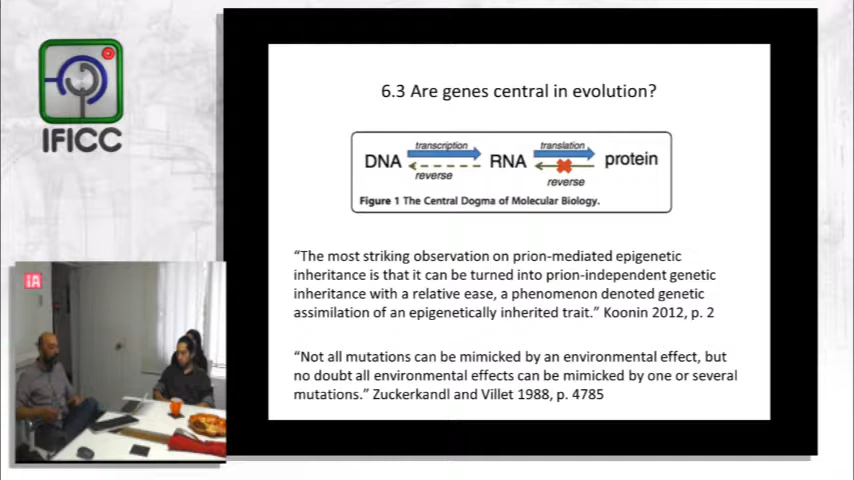 IFICC
IA
6.3 Are genes central in evolution?
transcription translation
DNA RNA protein
reverse reverse
Figure 1 The Central Dogma of Molecular Biology.
“The most striking observation on prion-mediated epigenetic
inheritance is that it can be turned into prion-independent genetic
inheritance with a relative ease, a phenomenon denoted genetic
assimilation of an epigenetically inherited trait.” Koonin 2012, p. 2
“Not all mutations can be mimicked by an environmental effect, but
no doubt all environmental effects can be mimicked by one or several
mutations.” Zuckerkandl and Villet 1988, p. 4785